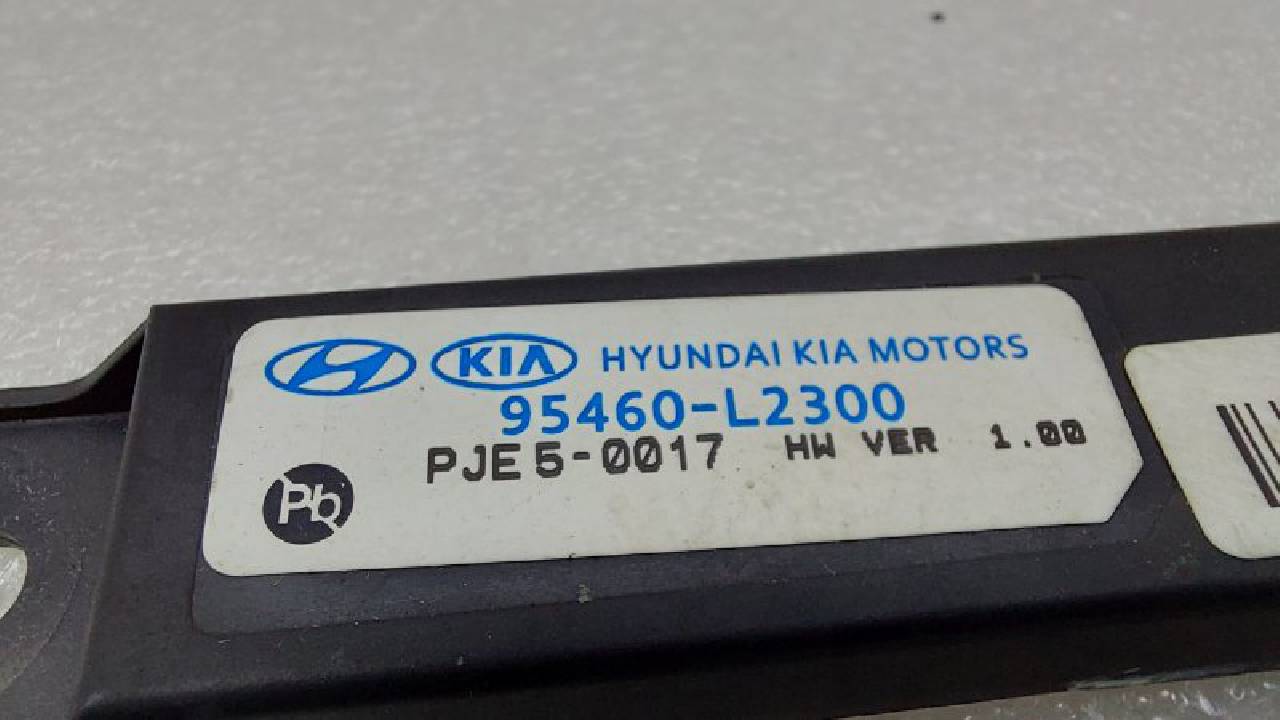 KIA HYUNDAI KIA MOTORS
95460-L2300
PJE5-0017 HW VER 1.00
Pb